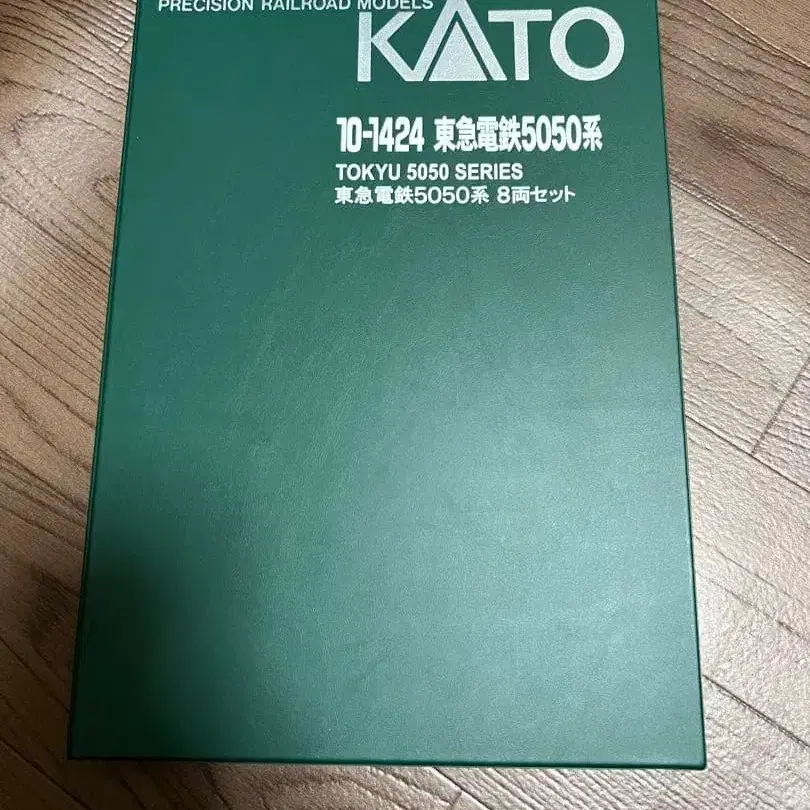 PRECISION RAILROAD MODELS
KATO
10-1424 東急電鉄5050系
TOKYU 5050 SERIES
東急電鉄5050系 8両セット